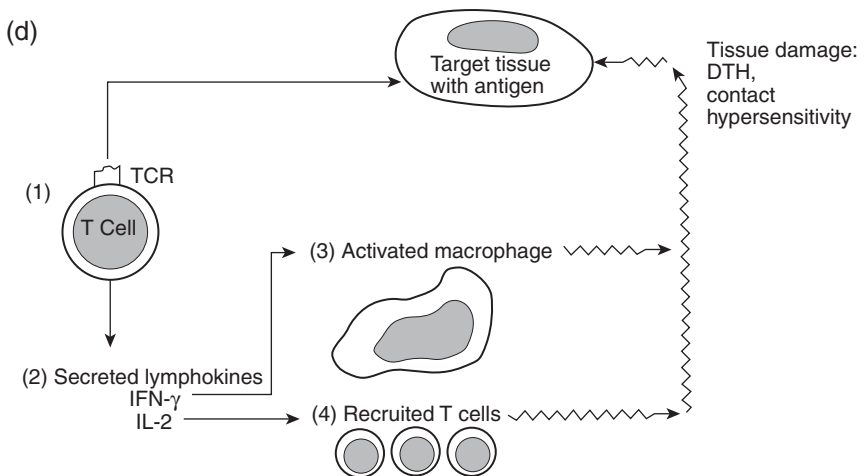 (d)
Target tissue
with antigen
Tissue damage:
DTH,
contact
hypersensitivity
TCR
(1)
T Cell
(3) Activated macrophage
(2) Secreted lymphokines
IFN-γ
IL-2
(4) Recruited T cells